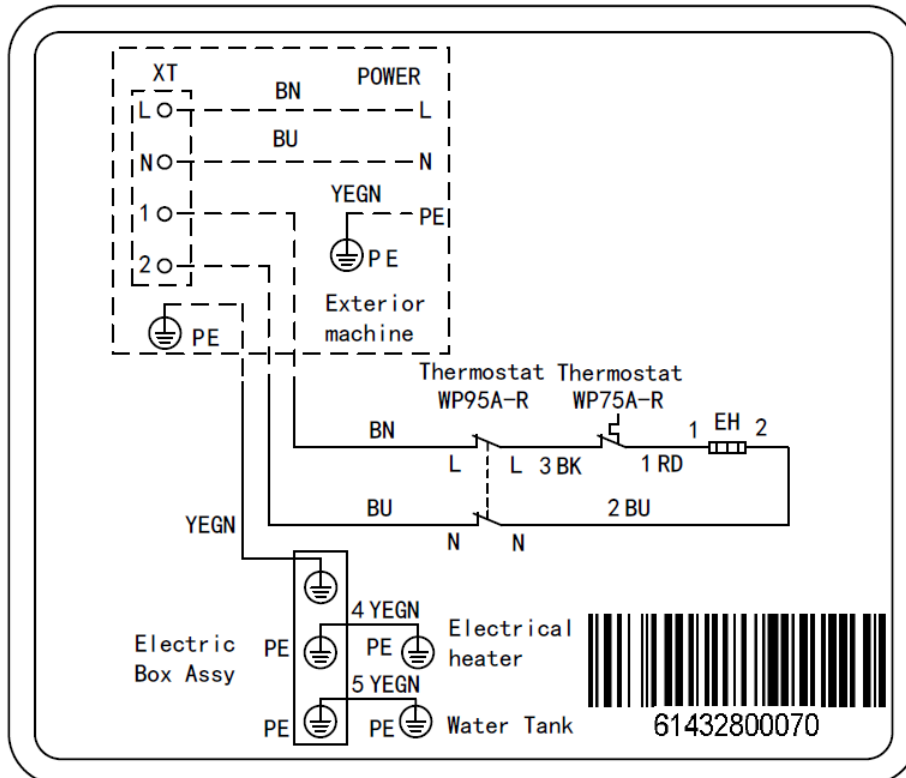 XT
POWER
L
BN
L
N
BU
N
YEGN
1
PE
PE
2
Exterior
machine
PE
Thermostat
WP95A-R
Thermostat
WP75A-R
BN
1
EH
2
L
L
3 BK
1 RD
BU
2 BU
YEGN
N
N
4 YEGN
Electric
Box Assy
PE
PE
Electrical
heater
5 YEGN
PE
PE
Water Tank
61432800070